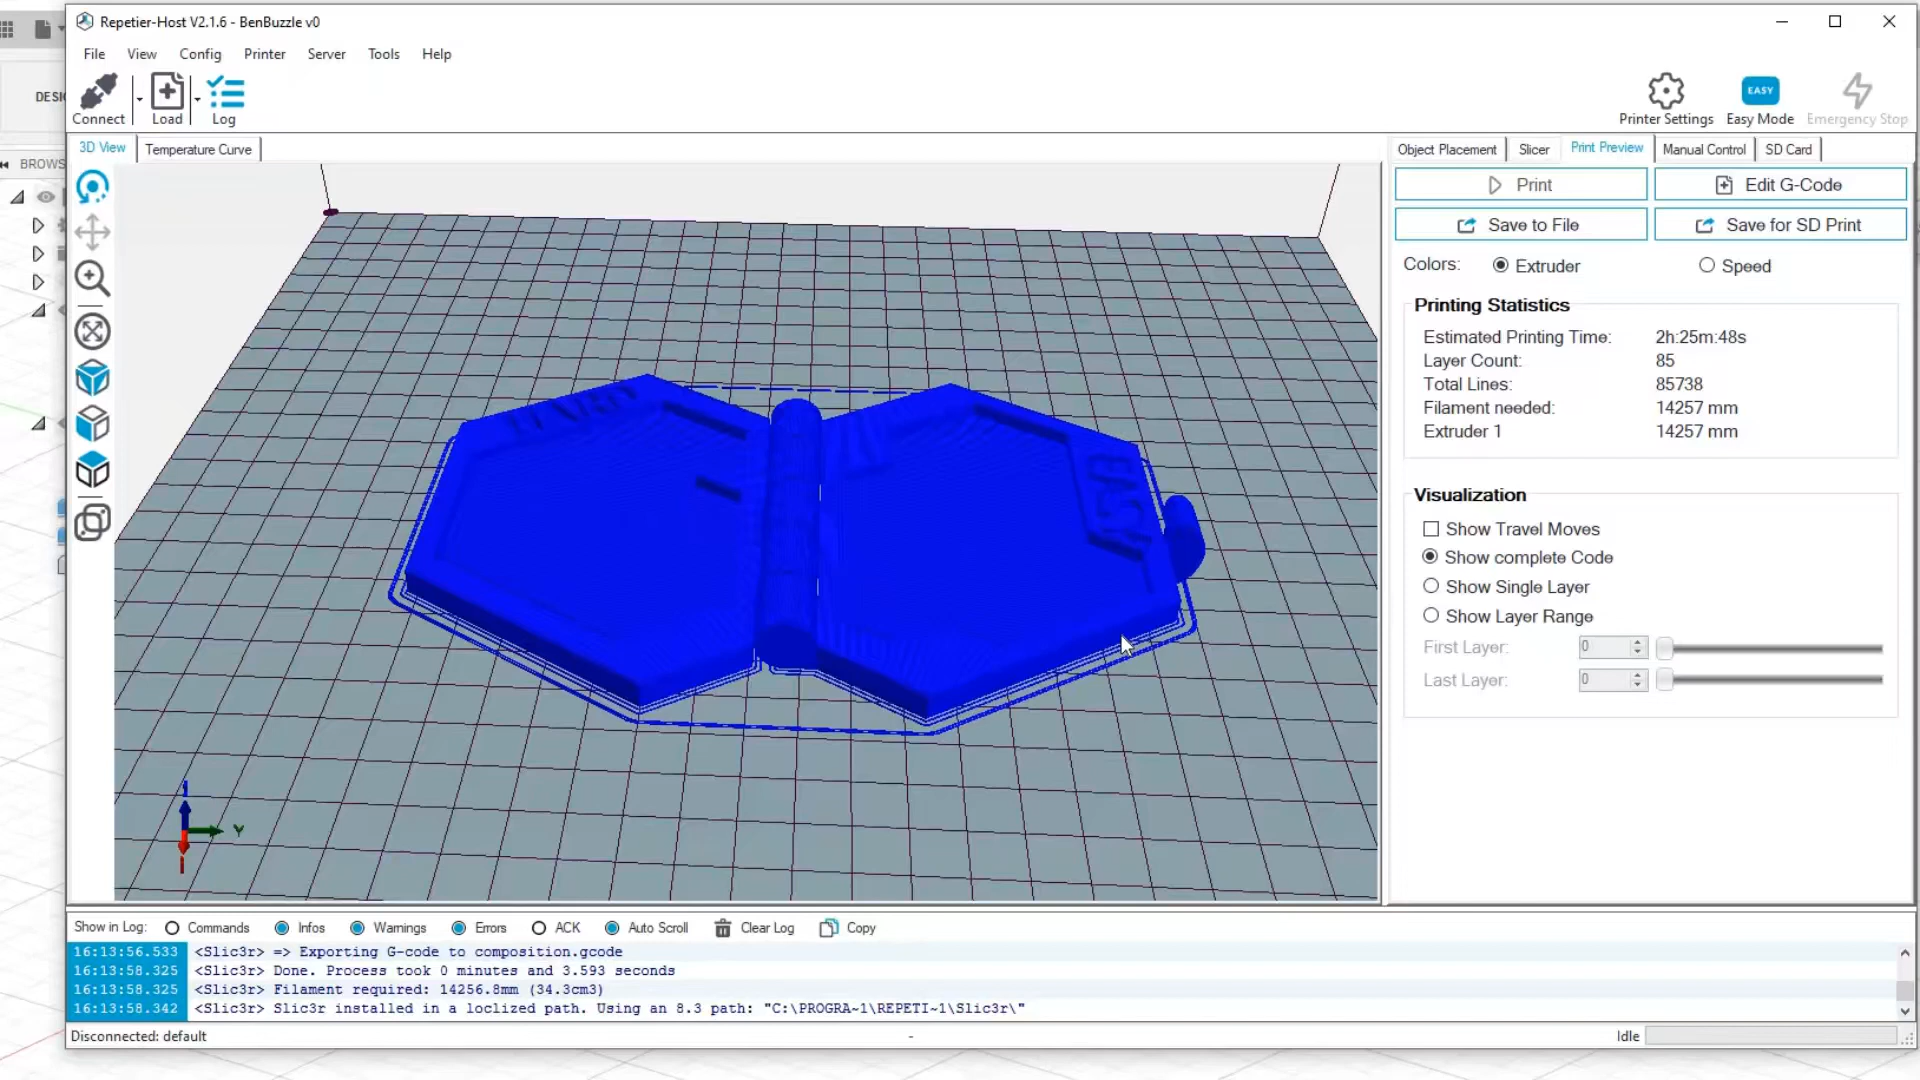 Repetier-Host V2.1.6 - BenBuzzle v0
File View Config Printer Server Tools Help
Connect Load Log
Printer Settings Easy Mode Emergency Stop
EASY
DESI
BROWS
3D View Temperature Curve
Object Placement Slicer Print Preview Manual Control SD Card
Print Edit G-Code
Save to File Save for SD Print
Colors: Extruder Speed
Printing Statistics
Estimated Printing Time: 2h:25m:48s
Layer Count: 85
Total Lines: 85738
Filament needed: 14257 mm
Extruder 1 14257 mm
Visualization
Show Travel Moves
Show complete Code
Show Single Layer
Show Layer Range
First Layer: 0
Last Layer: 0
Y
Show in Log: Commands Infos Warnings Errors ACK Auto Scroll Clear Log Copy
16:13:56.533 <Slic3r> => Exporting G-code to composition.gcode
16:13:58.325 <Slic3r> Done. Process took 0 minutes and 3.593 seconds
16:13:58.325 <Slic3r> Filament required: 14256.8mm (34.3cm3)
16:13:58.342 <Slic3r> Slic3r installed in a loclized path. Using an 8.3 path: "C:\PROGRA~1\REPETI~1\Slic3r\"
Disconnected: default - Idle